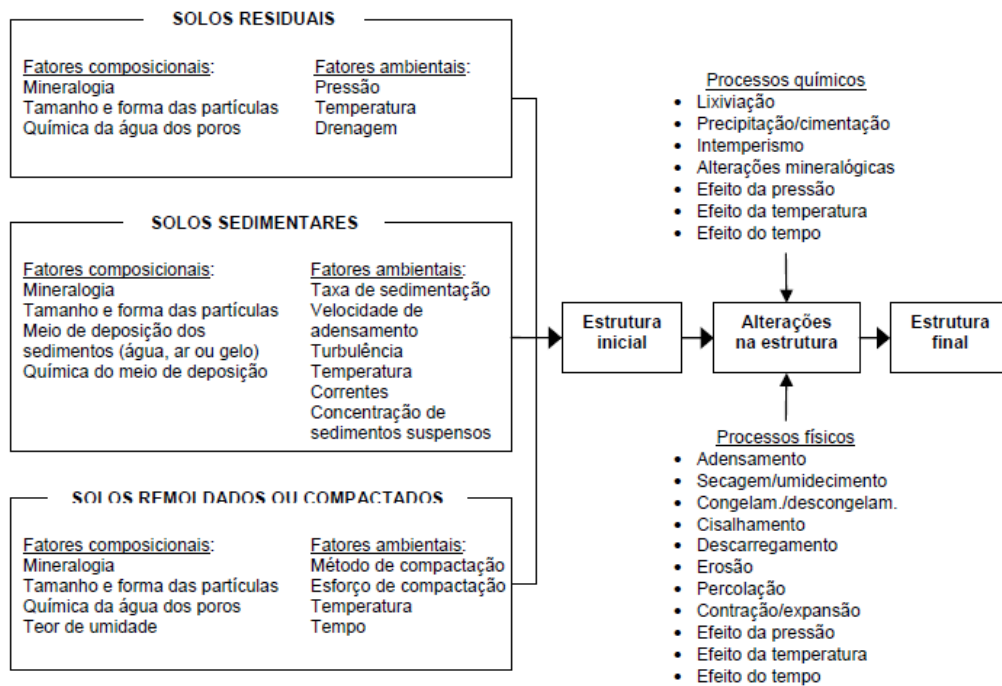 SOLOS RESIDUAIS
Fatores composicionais:
Mineralogia
Tamanho e forma das partículas
Química da água dos poros
Fatores ambientais:
Pressão
Temperatura
Drenagem
SOLOS SEDIMENTARES
Fatores composicionais:
Mineralogia
Tamanho e forma das partículas
Meio de deposição dos
sedimentos (água, ar ou gelo)
Química do meio de deposição
Fatores ambientais:
Taxa de sedimentação
Velocidade de
adensamento
Turbulência
Temperatura
Correntes
Concentração de
sedimentos suspensos
SOLOS REMOLDADOS OU COMPACTADOS
Fatores composicionais:
Mineralogia
Tamanho e forma das partículas
Química da água dos poros
Teor de umidade
Fatores ambientais:
Método de compactação
Esforço de compactação
Temperatura
Tempo
Estrutura
inicial
Processos químicos
• Lixiviação
• Precipitação/cimentação
• Intemperismo
• Alterações mineralógicas
• Efeito da pressão
• Efeito da temperatura
• Efeito do tempo
Alterações
na estrutura
Processos físicos
• Adensamento
• Secagem/umidecimento
• Congelam./descongelam.
• Cisalhamento
• Descarregamento
• Erosão
• Percolação
• Contração/expansão
• Efeito da pressão
• Efeito da temperatura
• Efeito do tempo
Estrutura
final